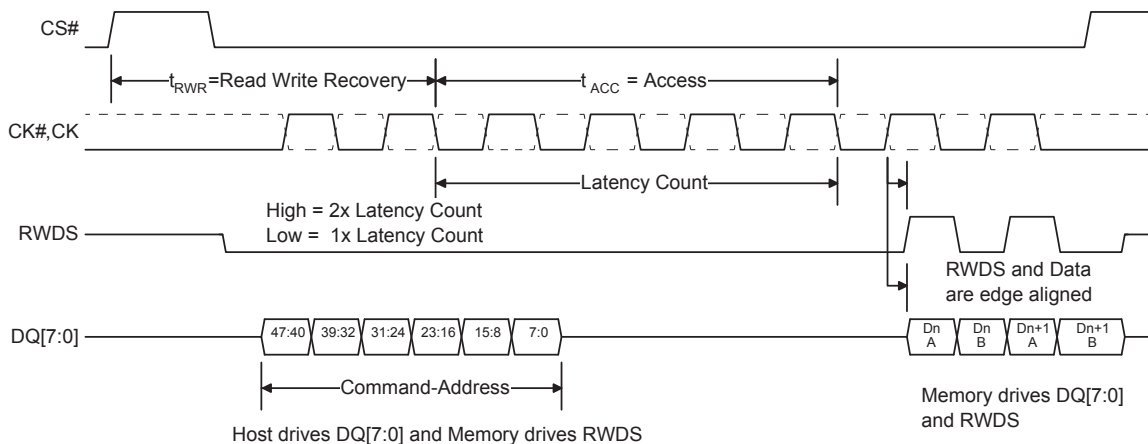 CS#
t RWR =Read Write Recovery
t ACC = Access
CK#,CK
Latency Count
High = 2x Latency Count
Low = 1x Latency Count
RWDS
RWDS and Data
are edge aligned
DQ[7:0]
47:40 39:32 31:24 23:16 15:8 7:0
Dn A
Dn B
Dn+1 A
Dn+1 B
Command-Address
Memory drives DQ[7:0]
and RWDS
Host drives DQ[7:0] and Memory drives RWDS